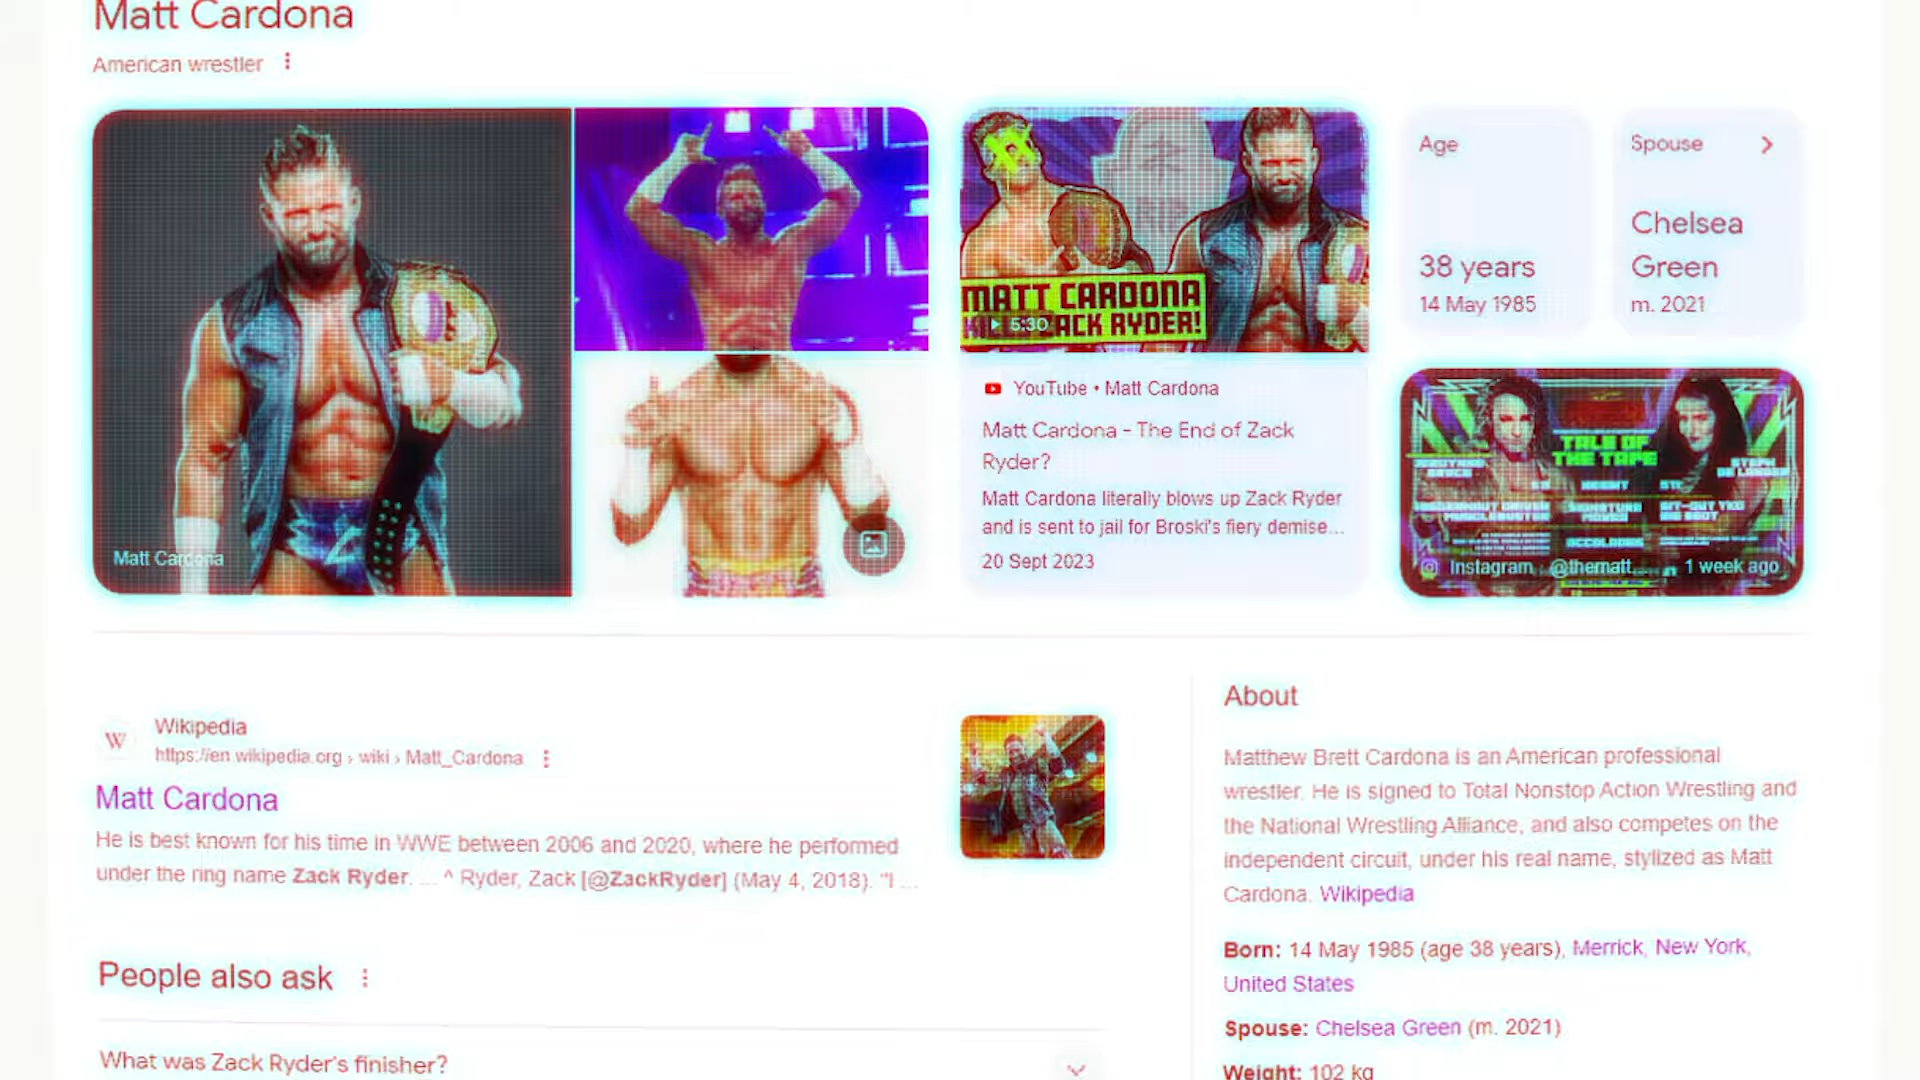 Matt Cardona
American wrestler
Matt Cardona
MATT CARDONA
ZACK RYDER!
5:30
YouTube • Matt Cardona
Matt Cardona - The End of Zack
Ryder?
Matt Cardona literally blows up Zack Ryder
and is sent to jail for Broski's fiery demise...
20 Sept 2023
Age
38 years
14 May 1985
Spouse
Chelsea
Green
m. 2021
TALE OF
THE TAPE
HEIGHT
SIGNATURE
MOVES
ACCOLADES
Instagram
@thematt...
1 week ago
W
Wikipedia
https://en.wikipedia.org › wiki › Matt_Cardona
Matt Cardona
He is best known for his time in WWE between 2006 and 2020, where he performed
under the ring name Zack Ryder. ... ^ Ryder, Zack [@ZackRyder] (May 4, 2018). "I ...
People also ask
What was Zack Ryder's finisher?
About
Matthew Brett Cardona is an American professional
wrestler. He is signed to Total Nonstop Action Wrestling and
the National Wrestling Alliance, and also competes on the
independent circuit, under his real name, stylized as Matt
Cardona. Wikipedia
Born: 14 May 1985 (age 38 years), Merrick, New York,
United States
Spouse: Chelsea Green (m. 2021)
Weight: 102 kg